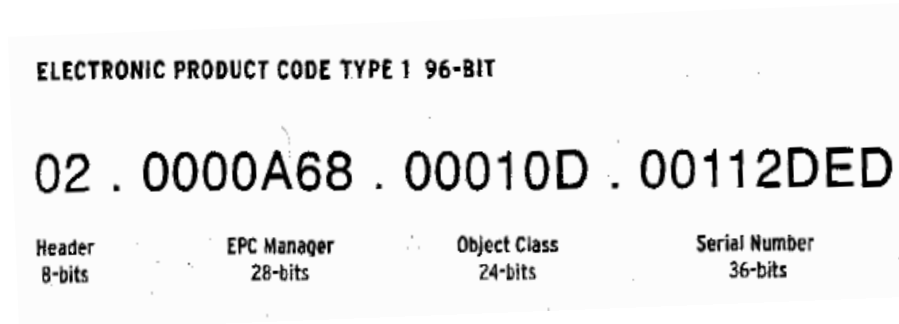 ELECTRONIC PRODUCT CODE TYPE 1 96-BIT
02 . 0000A68 . 00010D . 00112DED
Header EPC Manager Object Class Serial Number
8-bits 28-bits 24-bits 36-bits